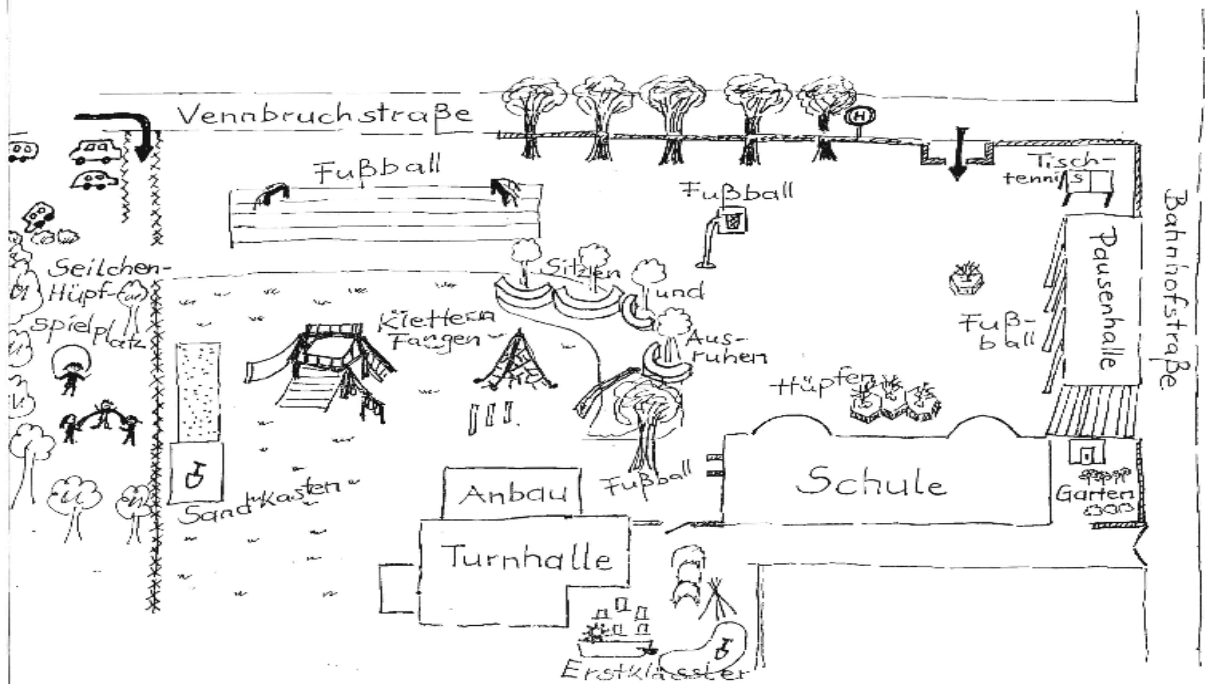 Vennbruchstraße
H
Fußball
Fußball
Tisch-
tennis
Bahnhofstraße
Pausenhalle
Seilchen-
Hüpf-
spielplatz
Sitzen
und
Aus-
ruhen
Klettern
Fangen
Fuß-
ball
Hüpfen
Sandkasten
Anbau
Fußball
Schule
Garten
Turnhalle
Erstklässler